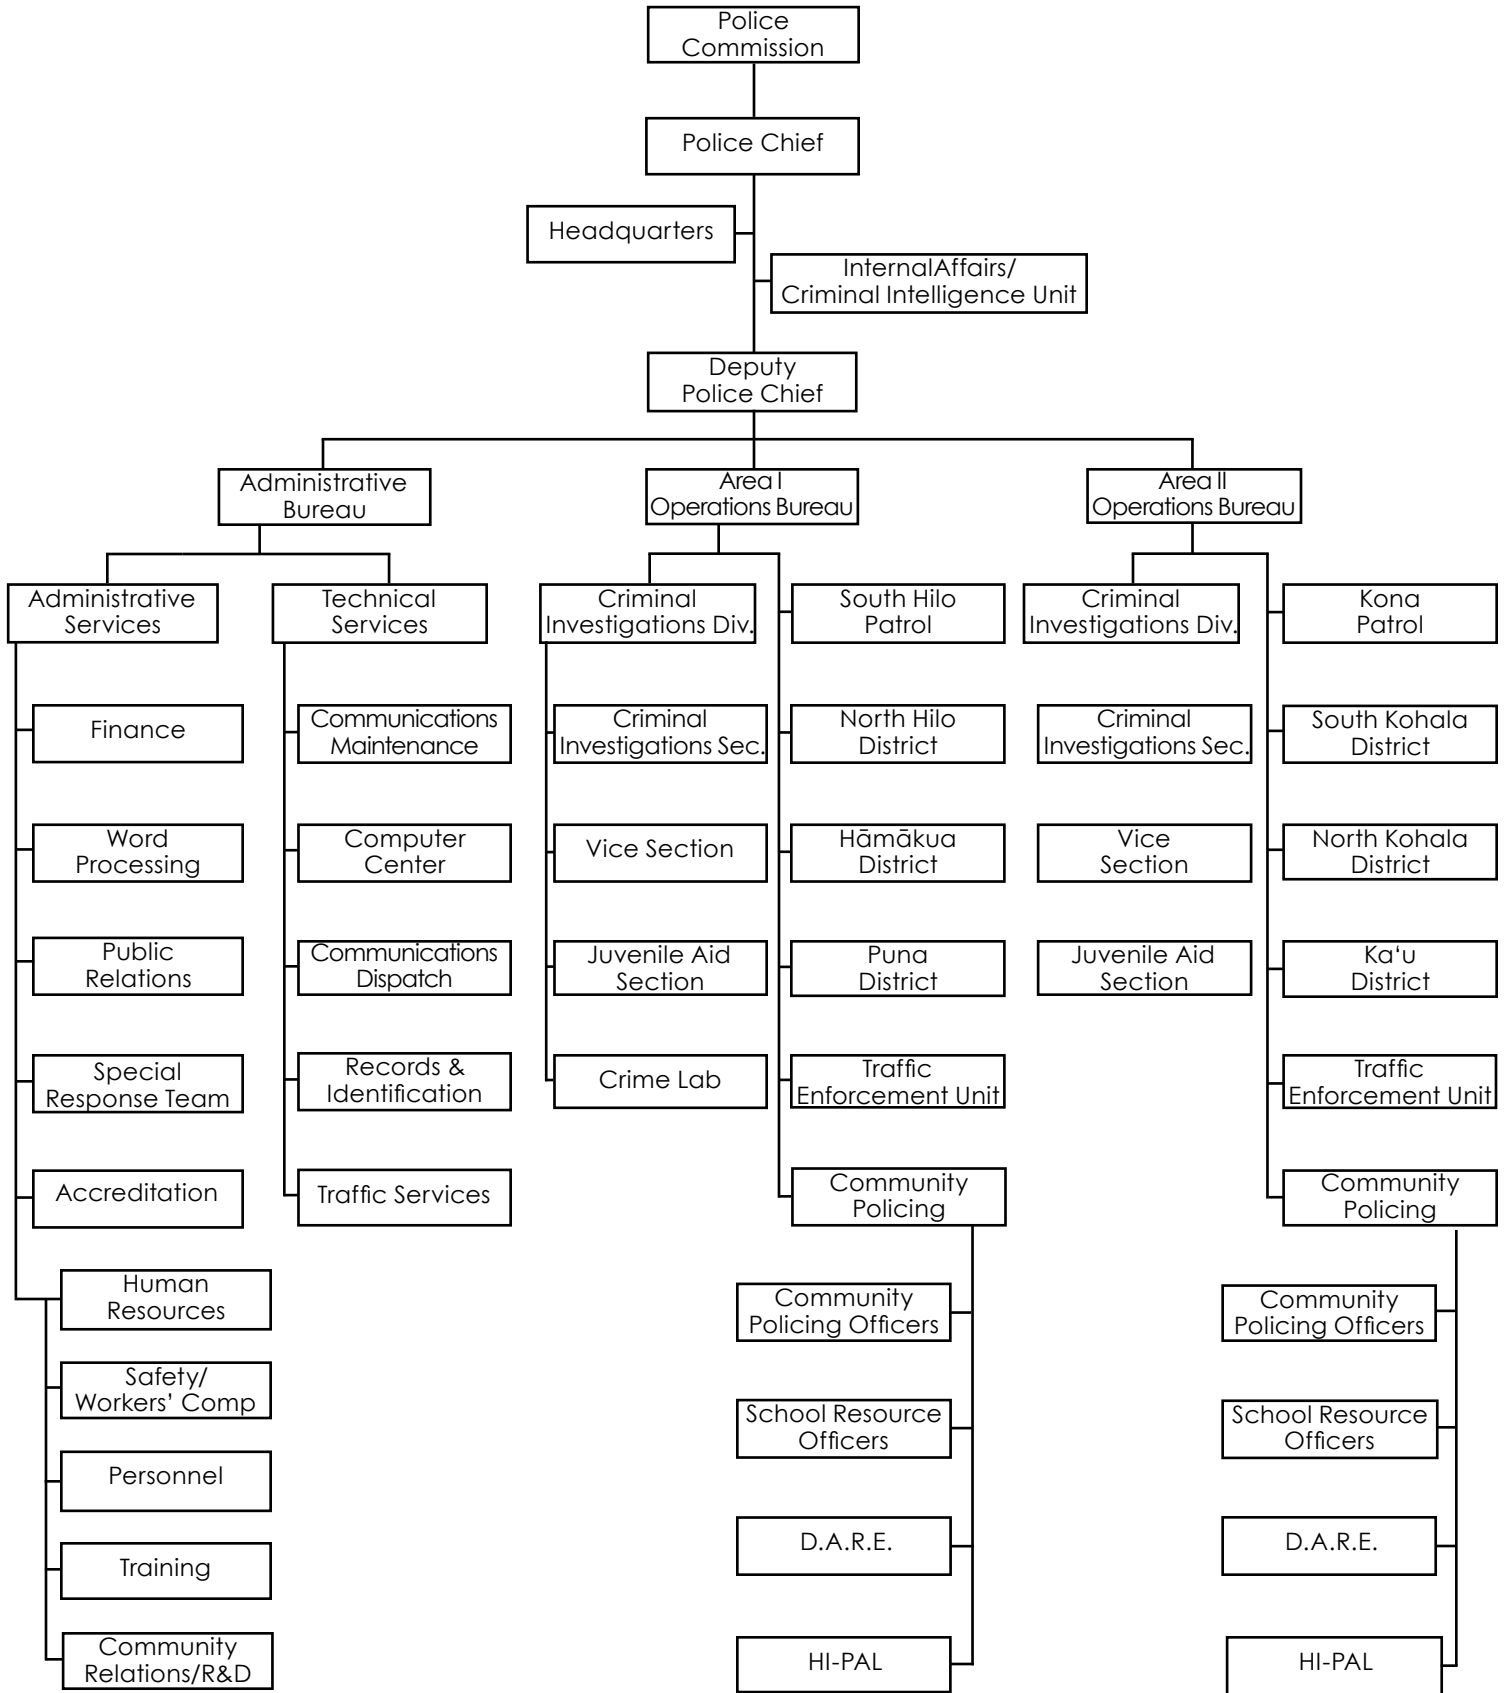 Police
Commission
Police Chief
Headquarters
InternalAffairs/
Criminal Intelligence Unit
Deputy
Police Chief
Administrative
Bureau
Area I
Operations Bureau
Area II
Operations Bureau
Administrative
Services
Technical
Services
Criminal
Investigations Div.
South Hilo
Patrol
Criminal
Investigations Div.
Kona
Patrol
Finance
Communications
Maintenance
Criminal
Investigations Sec.
North Hilo
District
Criminal
Investigations Sec.
South Kohala
District
Word
Processing
Computer
Center
Vice Section
Hāmākua
District
Vice
Section
North Kohala
District
Public
Relations
Communications
Dispatch
Juvenile Aid
Section
Puna
District
Juvenile Aid
Section
Ka‘u
District
Special
Response Team
Records &
Identification
Crime Lab
Traffic
Enforcement Unit
Traffic
Enforcement Unit
Accreditation
Traffic Services
Community
Policing
Community
Policing
Human
Resources
Community
Policing Officers
Community
Policing Officers
Safety/
Workers’ Comp
School Resource
Officers
School Resource
Officers
Personnel
D.A.R.E.
D.A.R.E.
Training
Community
Relations/R&D
HI-PAL
HI-PAL